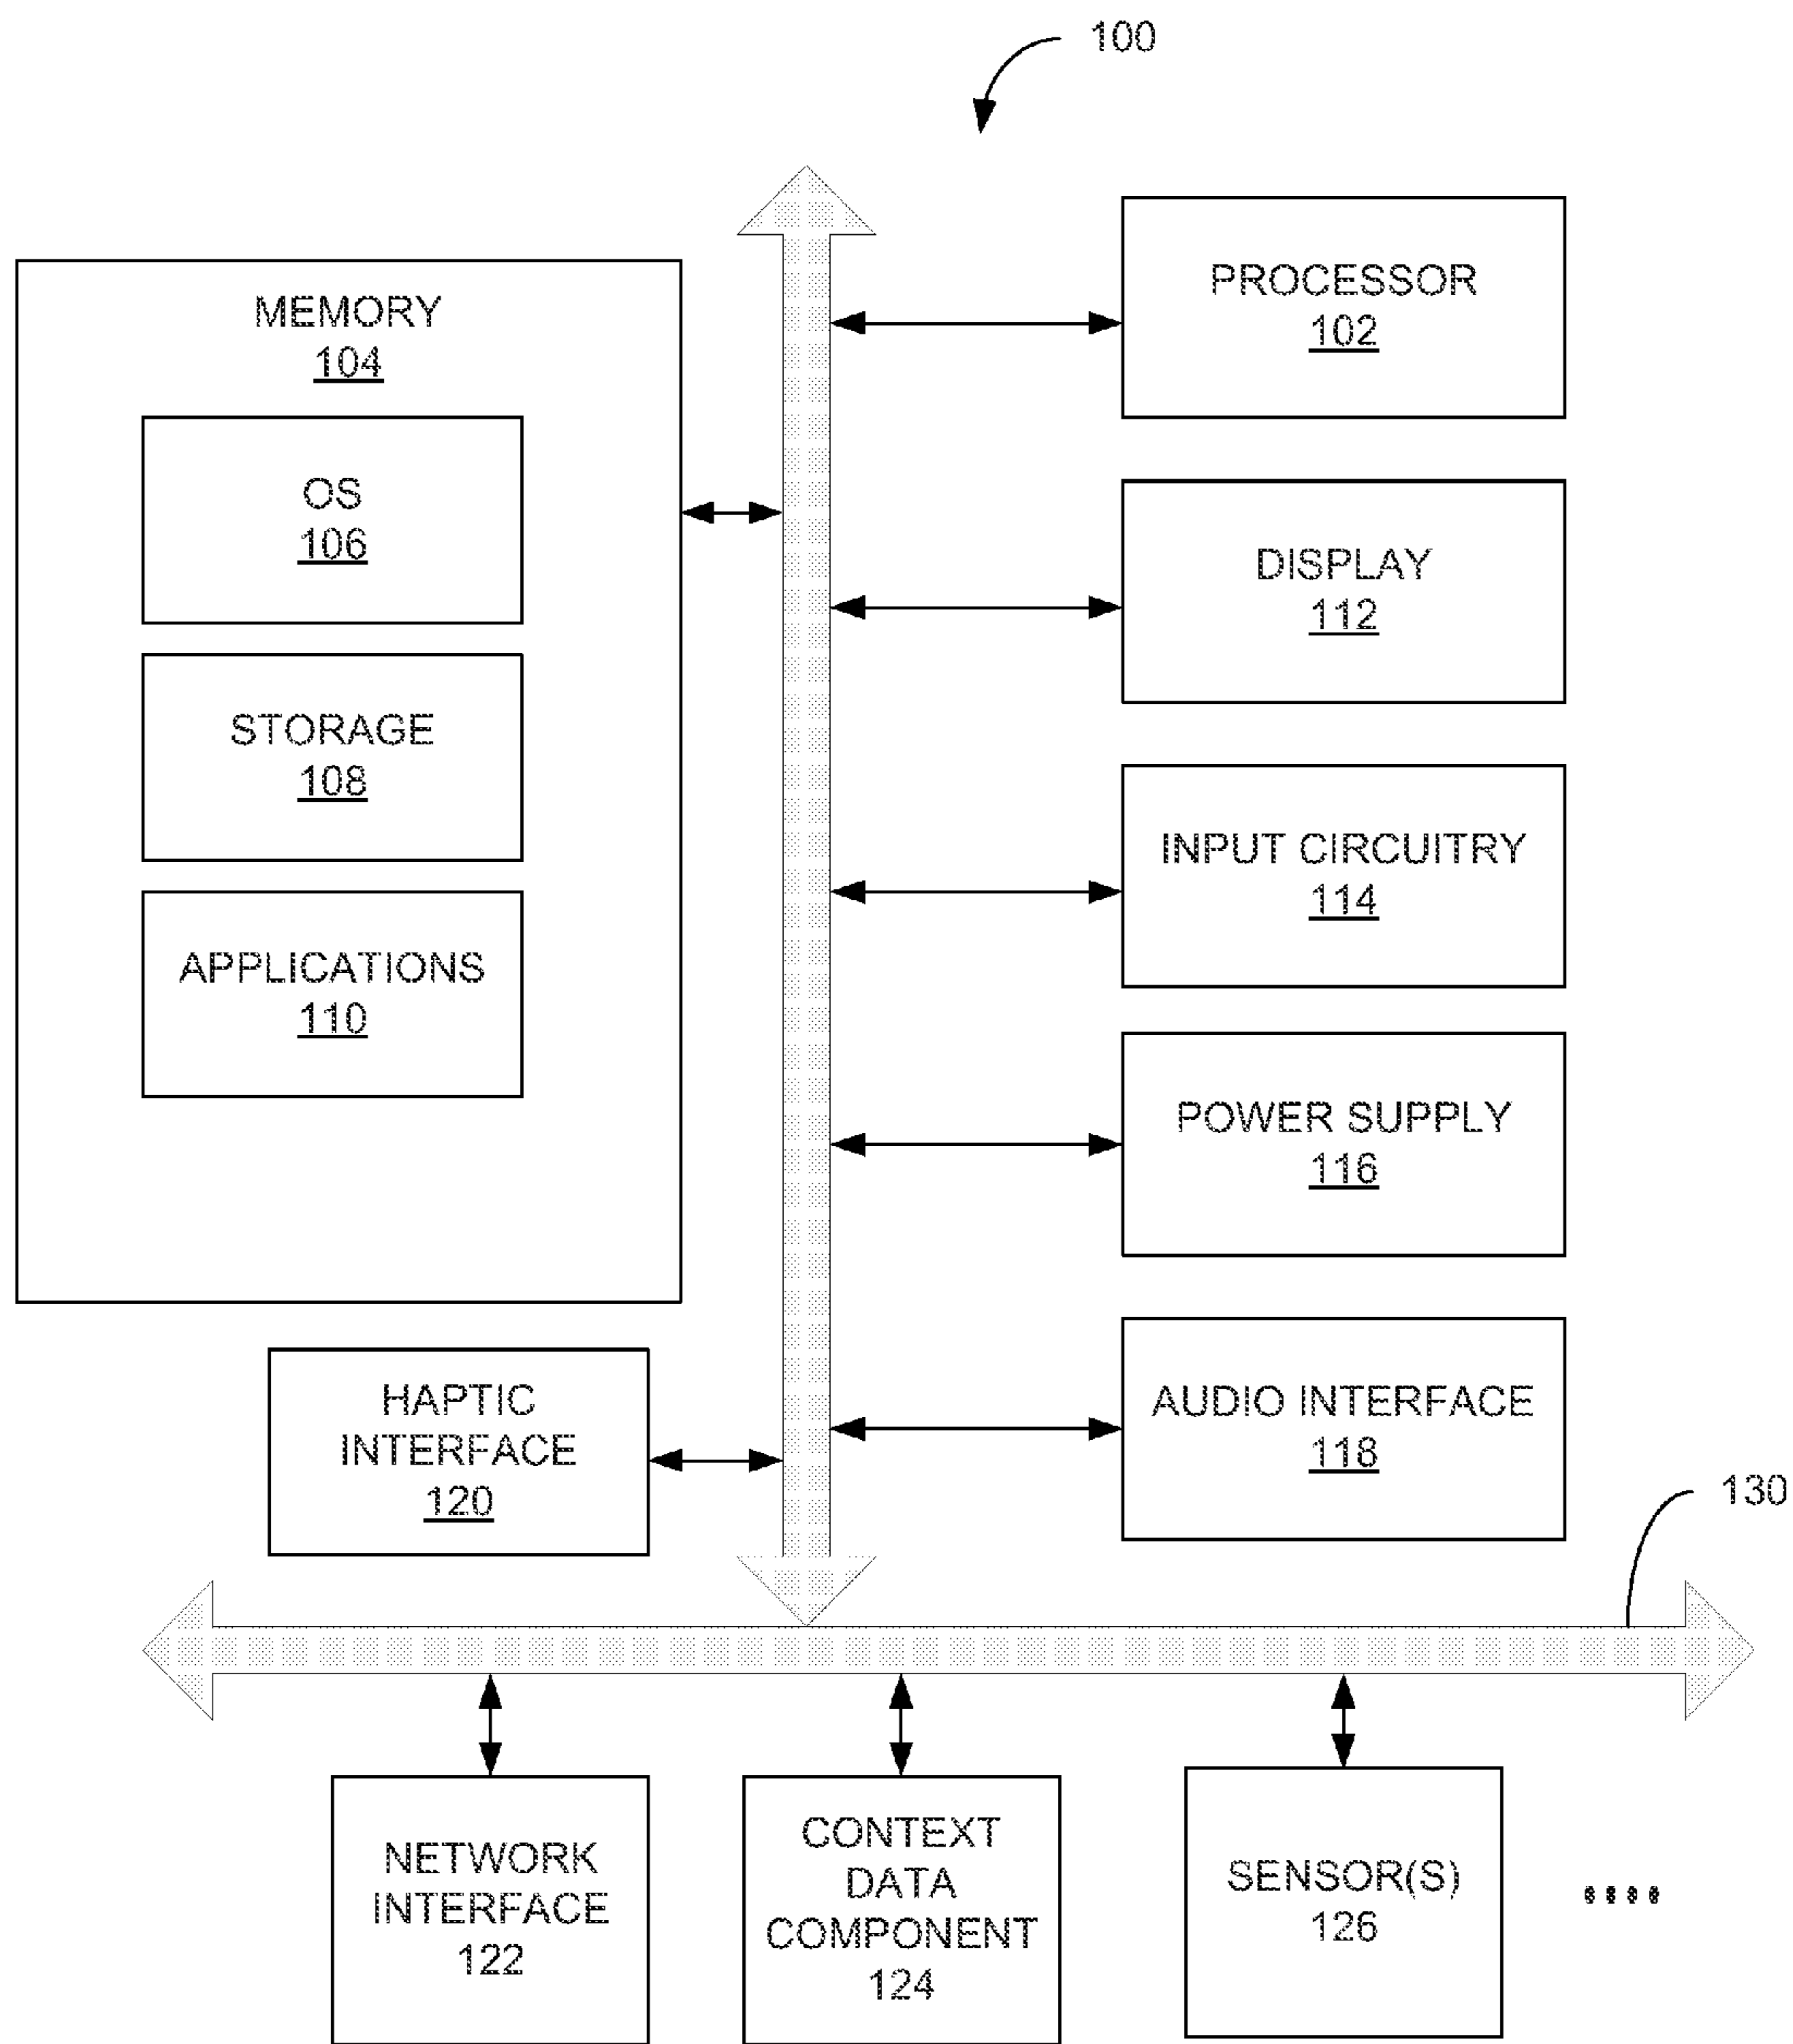 100
MEMORY
104
OS
106
STORAGE
108
APPLICATIONS
110
PROCESSOR
102
DISPLAY
112
INPUT CIRCUITRY
114
POWER SUPPLY
116
AUDIO INTERFACE
118
HAPTIC
INTERFACE
120
130
NETWORK
INTERFACE
122
CONTEXT
DATA
COMPONENT
124
SENSOR(S)
126